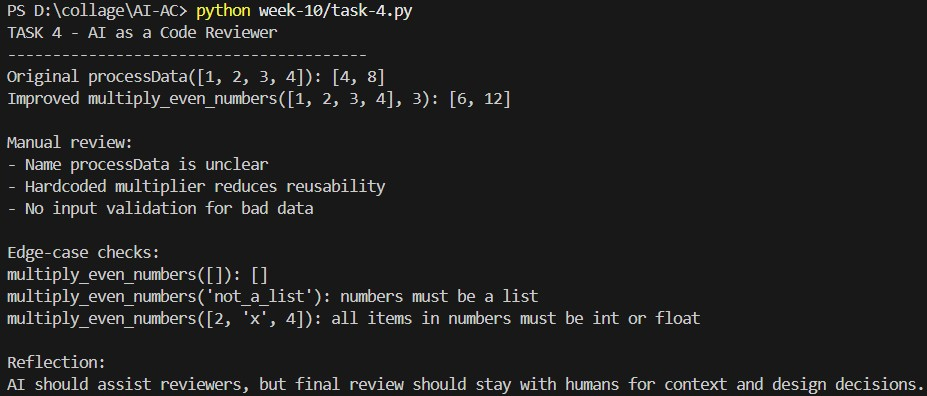 PS D:\collage\AI-AC> python week-10/task-4.py
TASK 4 - AI as a Code Reviewer
----------------------------------------
Original processData([1, 2, 3, 4]): [4, 8]
Improved multiply_even_numbers([1, 2, 3, 4], 3): [6, 12]
Manual review:
- Name processData is unclear
- Hardcoded multiplier reduces reusability
- No input validation for bad data
Edge-case checks:
multiply_even_numbers([]): []
multiply_even_numbers('not_a_list'): numbers must be a list
multiply_even_numbers([2, 'x', 4]): all items in numbers must be int or float
Reflection:
AI should assist reviewers, but final review should stay with humans for context and design decisions.